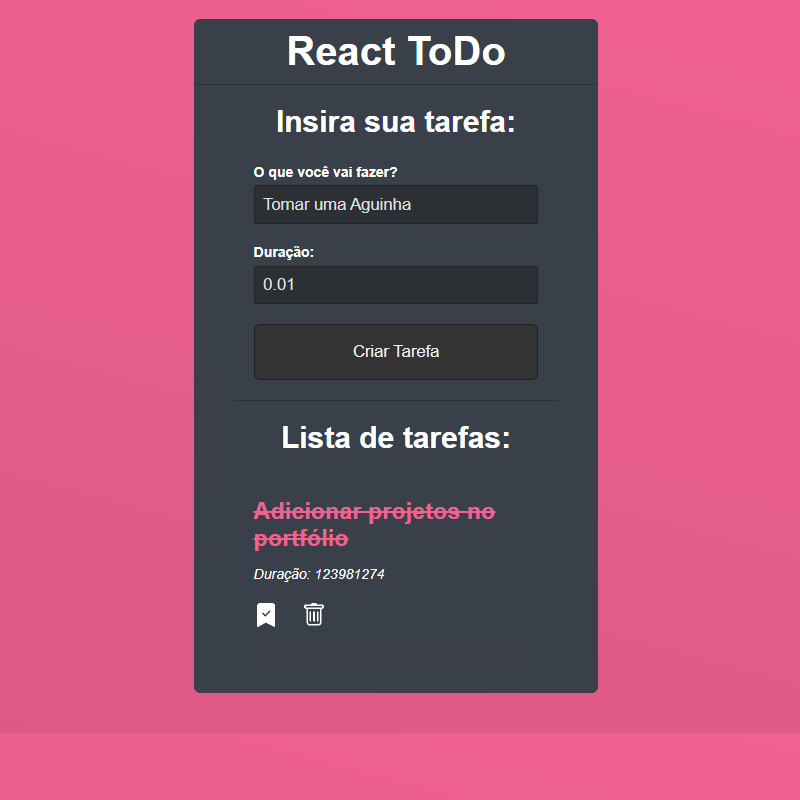 React ToDo
Insira sua tarefa:
O que você vai fazer?
Tomar uma Aguinha
Duração:
0.01
Criar Tarefa
Lista de tarefas:
Adicionar projetos no
portfólio
Duração: 123981274